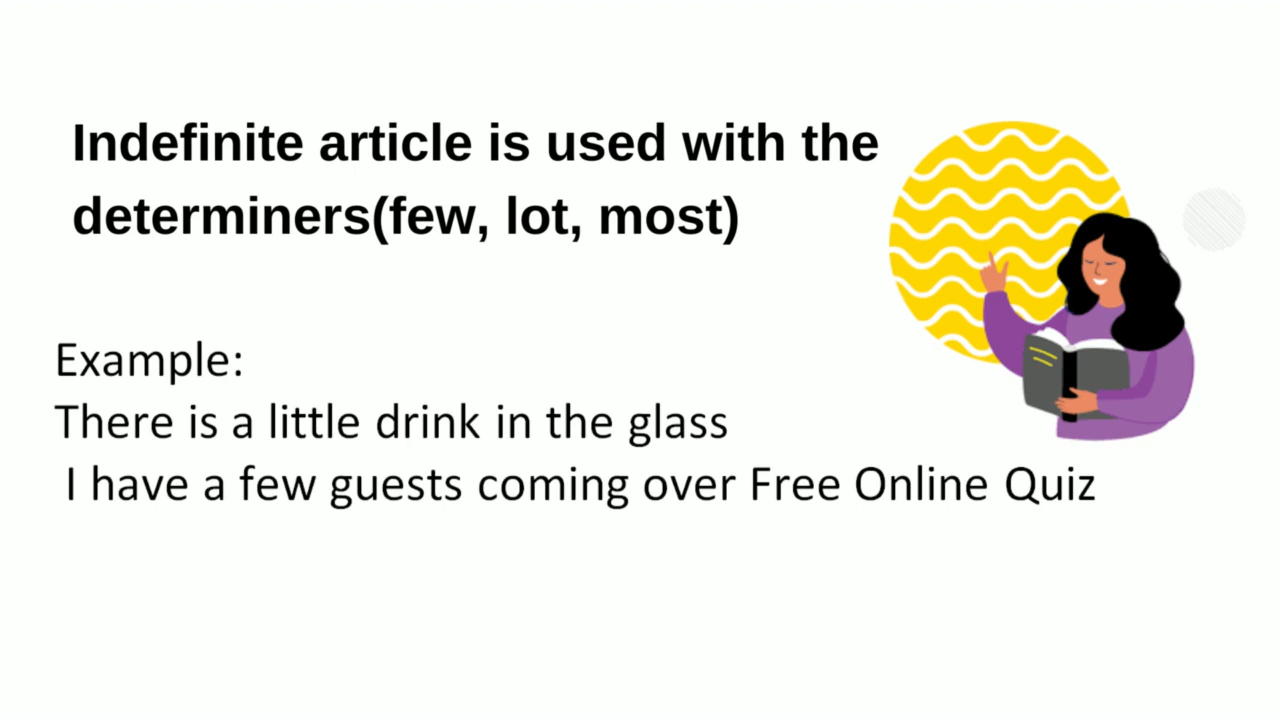 Indefinite article is used with the
determiners(few, lot, most)
Example:
There is a little drink in the glass
I have a few guests coming over Free Online Quiz